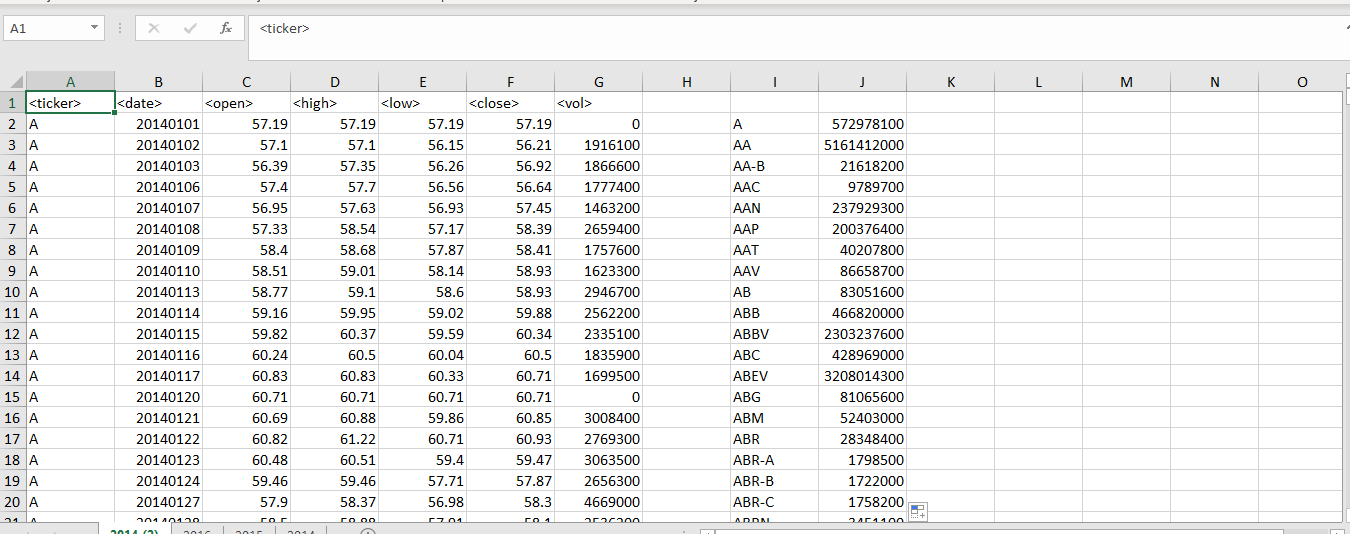 A1 fx <ticker>
A B C D E F G H I J K L M N O
1 <ticker> <date> <open> <high> <low> <close> <vol>
2 A 20140101 57.19 57.19 57.19 57.19 0 A 572978100
3 A 20140102 57.1 57.1 56.15 56.21 1916100 AA 5161412000
4 A 20140103 56.39 57.35 56.26 56.92 1866600 AA-B 21618200
5 A 20140106 57.4 57.7 56.56 56.64 1777400 AAC 9789700
6 A 20140107 56.95 57.63 56.93 57.45 1463200 AAN 237929300
7 A 20140108 57.33 58.54 57.17 58.39 2659400 AAP 200376400
8 A 20140109 58.4 58.68 57.87 58.41 1757600 AAT 40207800
9 A 20140110 58.51 59.01 58.14 58.93 1623300 AAV 86658700
10 A 20140113 58.77 59.1 58.6 58.93 2946700 AB 83051600
11 A 20140114 59.16 59.95 59.02 59.88 2562200 ABB 466820000
12 A 20140115 59.82 60.37 59.59 60.34 2335100 ABBV 2303237600
13 A 20140116 60.24 60.5 60.04 60.5 1835900 ABC 428969000
14 A 20140117 60.83 60.83 60.33 60.71 1699500 ABEV 3208014300
15 A 20140120 60.71 60.71 60.71 60.71 0 ABG 81065600
16 A 20140121 60.69 60.88 59.86 60.85 3008400 ABM 52403000
17 A 20140122 60.82 61.22 60.71 60.93 2769300 ABR 28348400
18 A 20140123 60.48 60.51 59.4 59.47 3063500 ABR-A 1798500
19 A 20140124 59.46 59.46 57.71 57.87 2656300 ABR-B 1722000
20 A 20140127 57.9 58.37 56.98 58.3 4669000 ABR-C 1758200
2014 (2) 2016 2015 2014